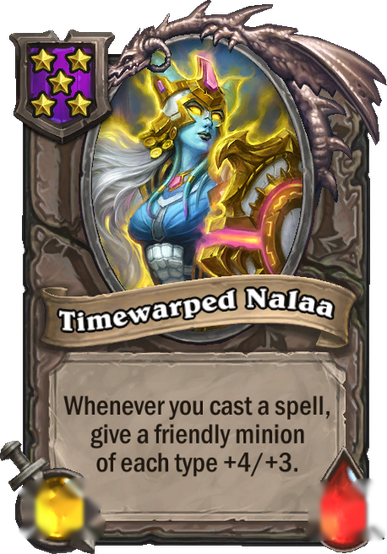 Timewarped Nalaa
Whenever you cast a spell,
give a friendly minion
of each type +4/+3.